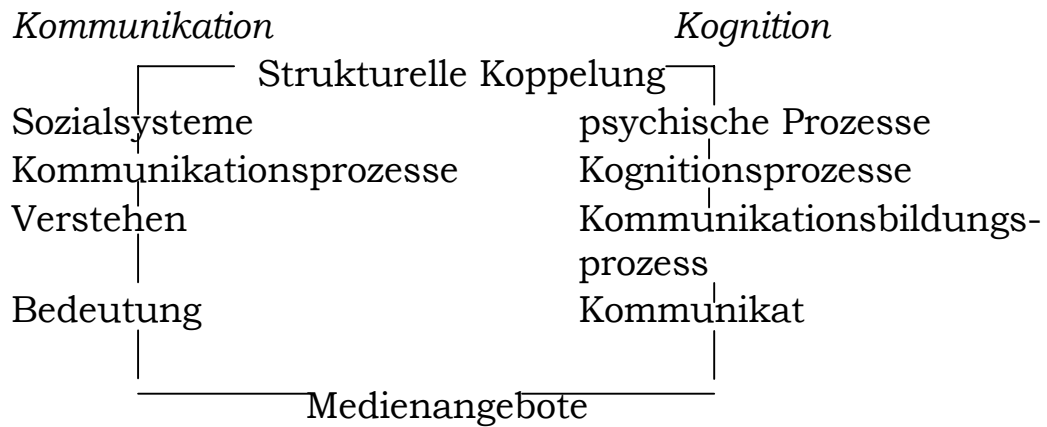 Kommunikation Kognition
Strukturelle Koppelung
Sozialsysteme psychische Prozesse
Kommunikationsprozesse Kognitionsprozesse
Verstehen Kommunikationsbildungs-
prozess
Bedeutung Kommunikat
Medienangebote